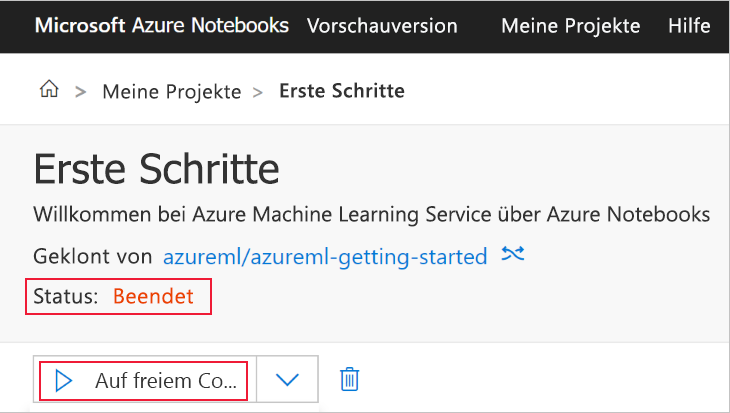 Microsoft Azure Notebooks Vorschauversion Meine Projekte Hilfe
> Meine Projekte > Erste Schritte
Erste Schritte
Willkommen bei Azure Machine Learning Service über Azure Notebooks
Geklont von azureml/azureml-getting-started
Status: Beendet
Auf freiem Co...